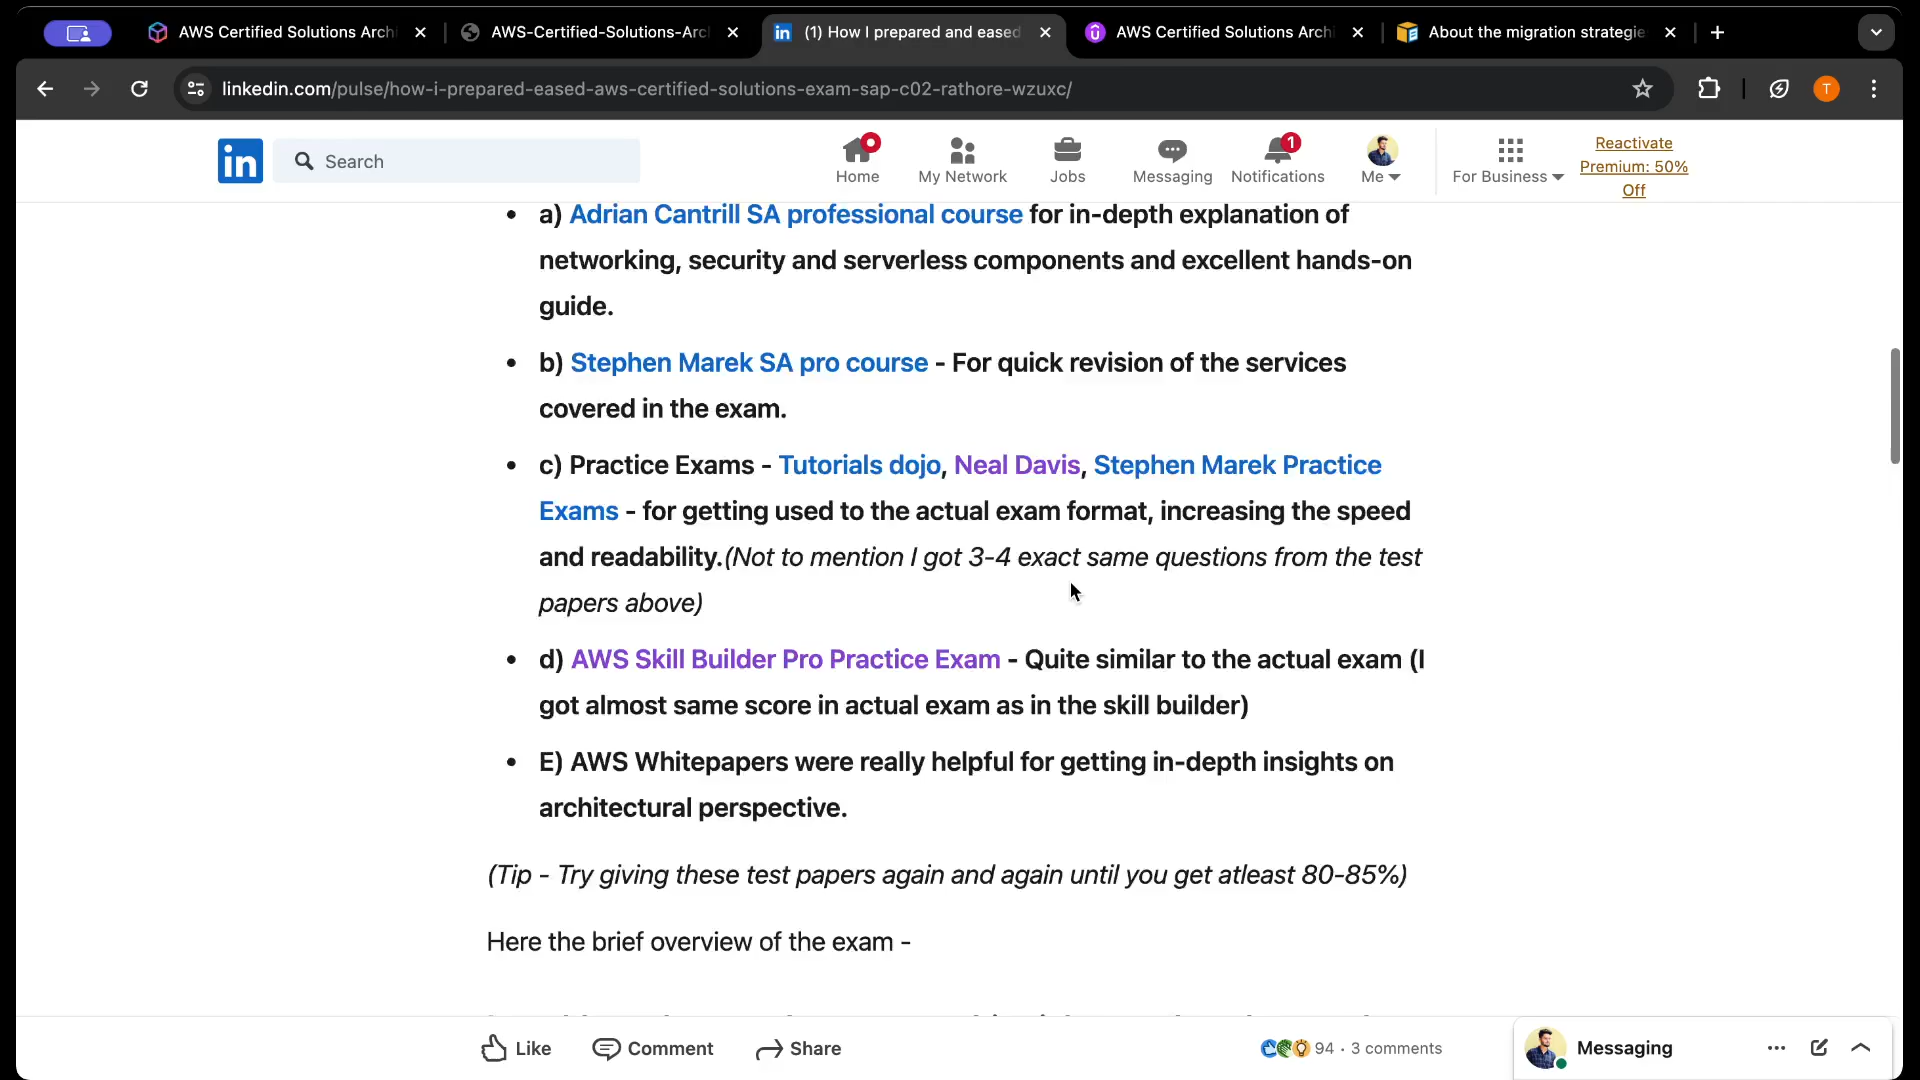 AWS Certified Solutions Archi
AWS-Certified-Solutions-Arc
(1) How I prepared and eased
AWS Certified Solutions Archi
About the migration strategie
linkedin.com/pulse/how-i-prepared-eased-aws-certified-solutions-exam-sap-c02-rathore-wzuxc/
T
in
Search
Home
My Network
Jobs
Messaging
1
Notifications
Me
For Business
Reactivate
Premium: 50%
Off
• a) Adrian Cantrill SA professional course for in-depth explanation of
networking, security and serverless components and excellent hands-on
guide.
• b) Stephen Marek SA pro course - For quick revision of the services
covered in the exam.
• c) Practice Exams - Tutorials dojo, Neal Davis, Stephen Marek Practice
Exams - for getting used to the actual exam format, increasing the speed
and readability.(Not to mention I got 3-4 exact same questions from the test
papers above)
• d) AWS Skill Builder Pro Practice Exam - Quite similar to the actual exam (I
got almost same score in actual exam as in the skill builder)
• E) AWS Whitepapers were really helpful for getting in-depth insights on
architectural perspective.
(Tip - Try giving these test papers again and again until you get atleast 80-85%)
Here the brief overview of the exam -
Like
Comment
Share
94 · 3 comments
Messaging